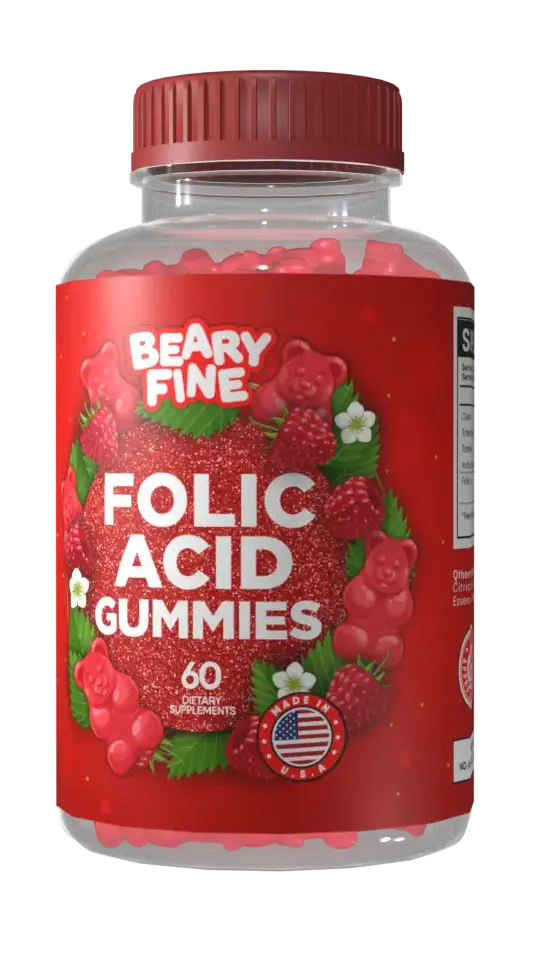 BEARY
FINE
FOLIC
ACID
GUMMIES
60
DIETARY
SUPPLEMENTS
MADE IN
U.S.A